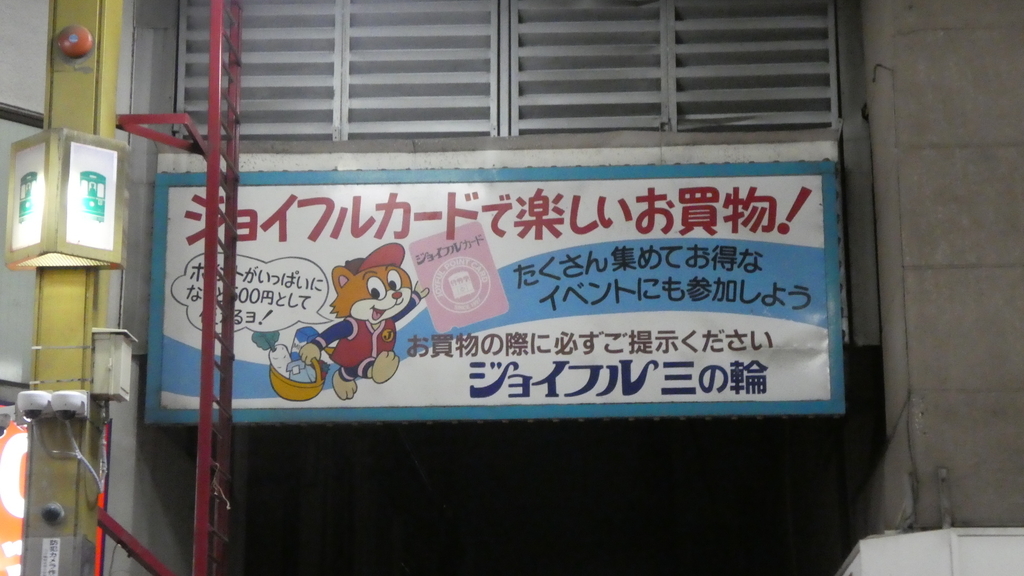 ジョイフルカードで楽しいお買物!
ジョイフルカード
たくさん集めてお得な
イベントにも参加しよう
がいっぱいに
00円として
ヨ!
お買物の際に必ずご提示ください
ジョイフル三の輪